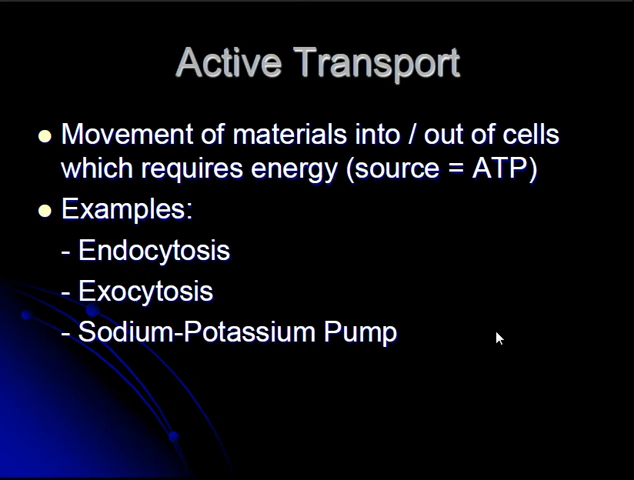 Active Transport
Movement of materials into / out of cells
which requires energy (source = ATP)
Examples:
- Endocytosis
- Exocytosis
- Sodium-Potassium Pump